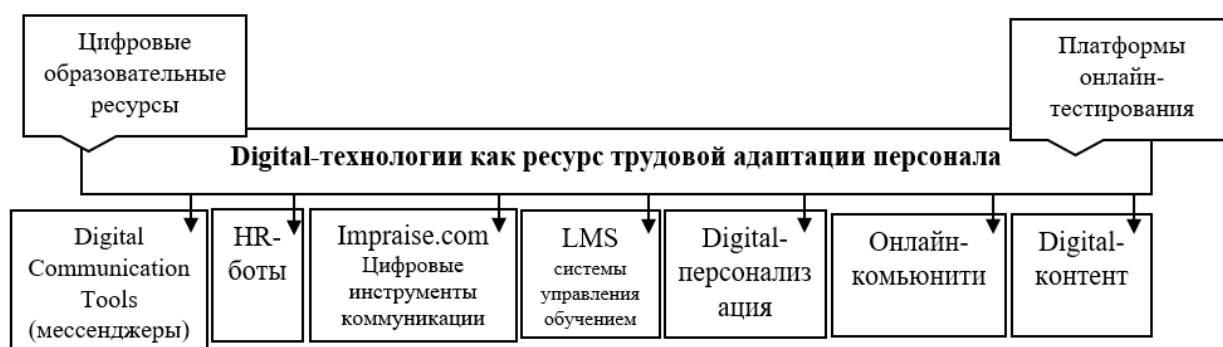 Цифровые
образовательные
ресурсы
Платформы
онлайн-
тестирования
Digital-технологии как ресурс трудовой адаптации персонала
Digital
Communication
Tools
(мессенджеры)
HR-
боты
Impraise.com
Цифровые
инструменты
коммуникации
LMS
системы
управления
обучением
Digital-
персонализ
ация
Онлайн-
комьюнити
Digital-
контент